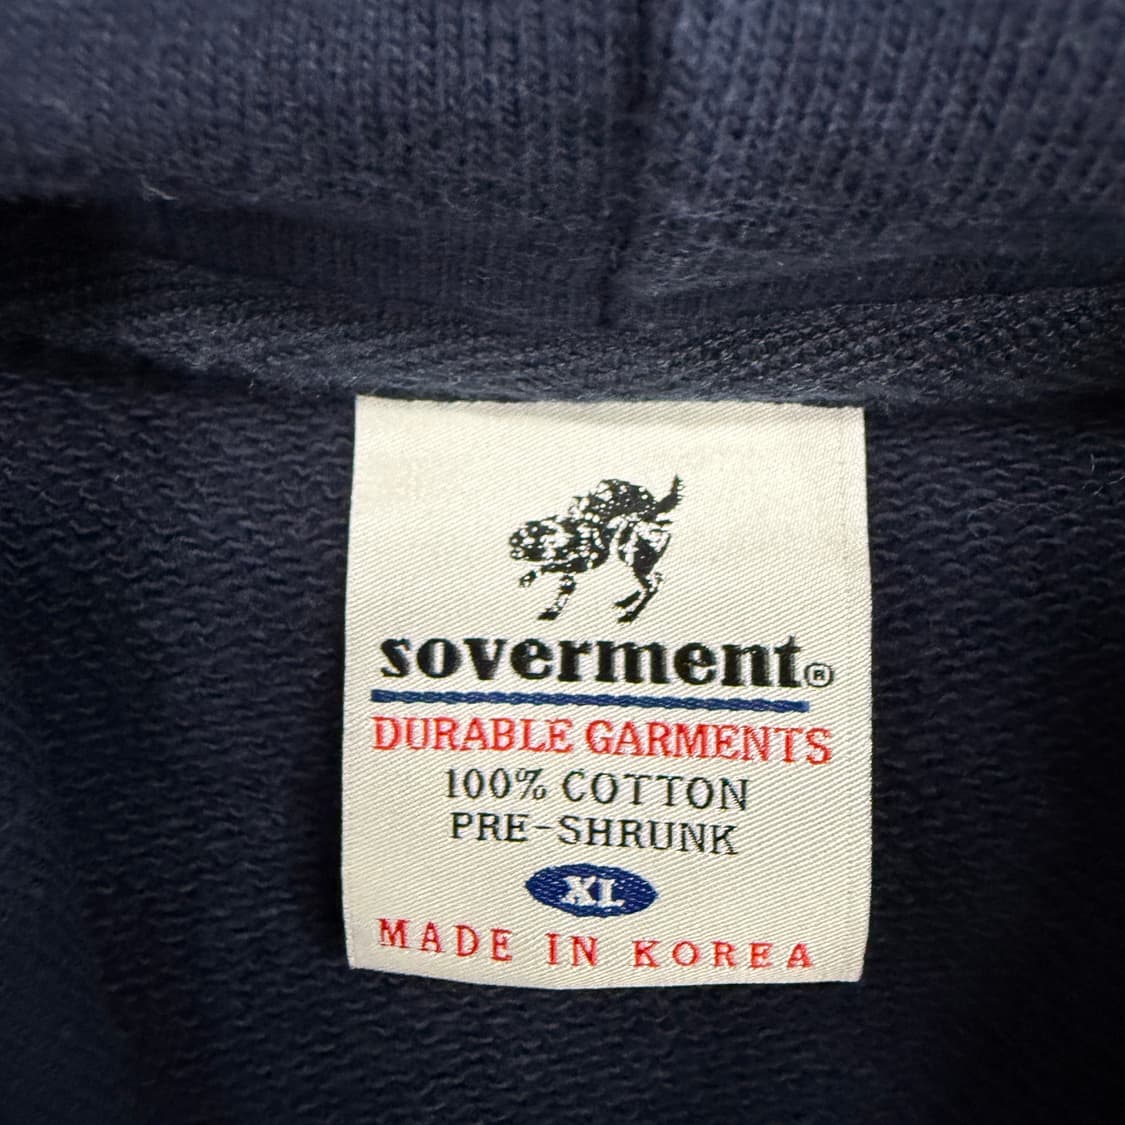 soverment®
DURABLE GARMENTS
100% COTTON
PRE-SHRUNK
XL
MADE IN KOREA